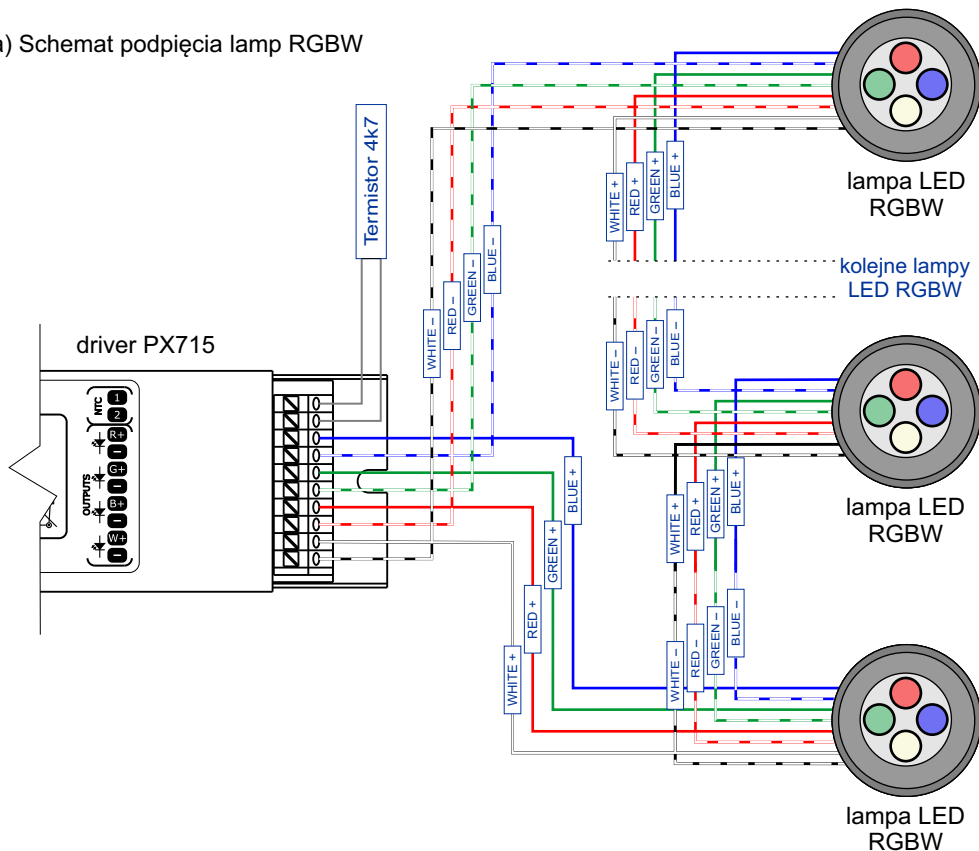 a) Schemat podpięcia lamp RGBW
Termistor 4k7
driver PX715
NTC
1
2
OUTPUTS
R+
–
G+
–
B+
–
W+
–
WHITE –
RED –
GREEN –
BLUE –
WHITE +
RED +
GREEN +
BLUE +
lampa LED
RGBW
kolejne lampy
LED RGBW
WHITE –
RED –
GREEN –
BLUE –
lampa LED
RGBW
WHITE +
RED +
GREEN +
BLUE +
WHITE +
RED +
GREEN +
BLUE +
WHITE –
RED –
GREEN –
BLUE –
lampa LED
RGBW